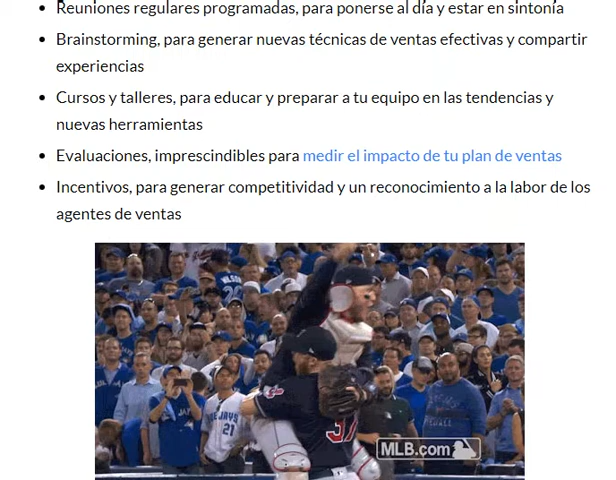 Reuniones regulares programadas, para ponerse al día y estar en sintonía
Brainstorming, para generar nuevas técnicas de ventas efectivas y compartir
experiencias
Cursos y talleres, para educar y preparar a tu equipo en las tendencias y
nuevas herramientas
Evaluaciones, imprescindibles para medir el impacto de tu plan de ventas
Incentivos, para generar competitividad y un reconocimiento a la labor de los
agentes de ventas
JAYS
21
37
MLB.com